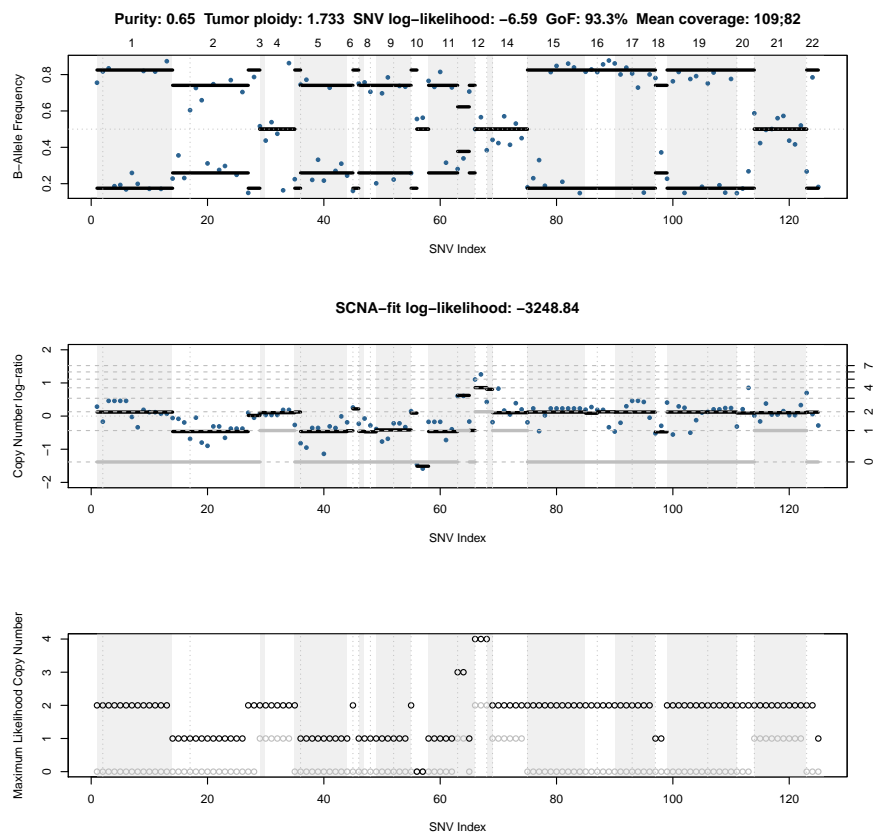 Purity: 0.65 Tumor ploidy: 1.733 SNV log−likelihood: −6.59 GoF: 93.3% Mean coverage: 109;82
1 2 3 4 5 6 8 9 10 11 12 14 15 16 17 18 19 20 21 22
B−Allele Frequency
0.8
0.6
0.4
0.2
0 20 40 60 80 100 120
SNV Index
SCNA−fit log−likelihood: −3248.84
Copy Number log−ratio
2
1
0
−1
−2
7
4
2
1
0
0 20 40 60 80 100 120
SNV Index
Maximum Likelihood Copy Number
4
3
2
1
0
0 20 40 60 80 100 120
SNV Index